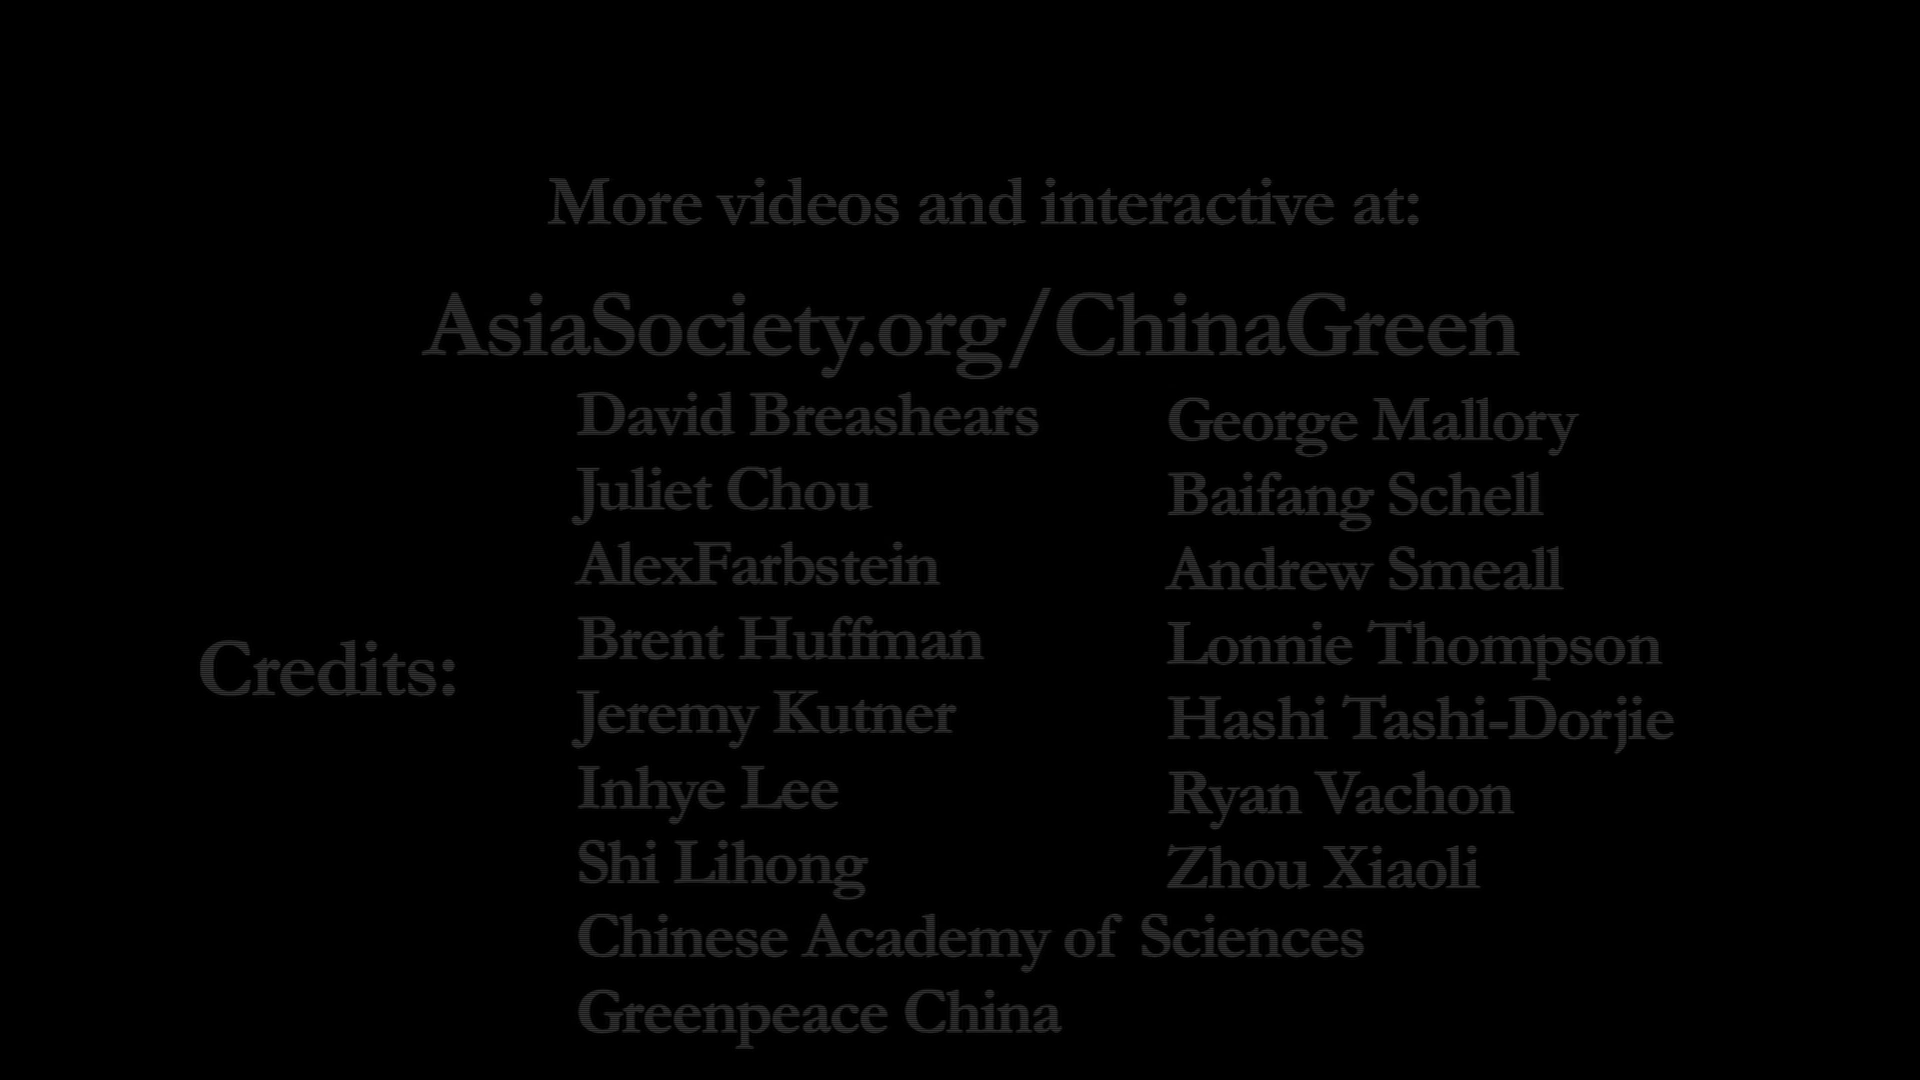 More videos and interactive at:
AsiaSociety.org/ChinaGreen
Credits:
David Breashears
Juliet Chou
AlexFarbstein
Brent Huffman
Jeremy Kutner
Inhye Lee
Shi Lihong
Chinese Academy of Sciences
Greenpeace China
George Mallory
Baifang Schell
Andrew Smeall
Lonnie Thompson
Hashi Tashi-Dorjie
Ryan Vachon
Zhou Xiaoli